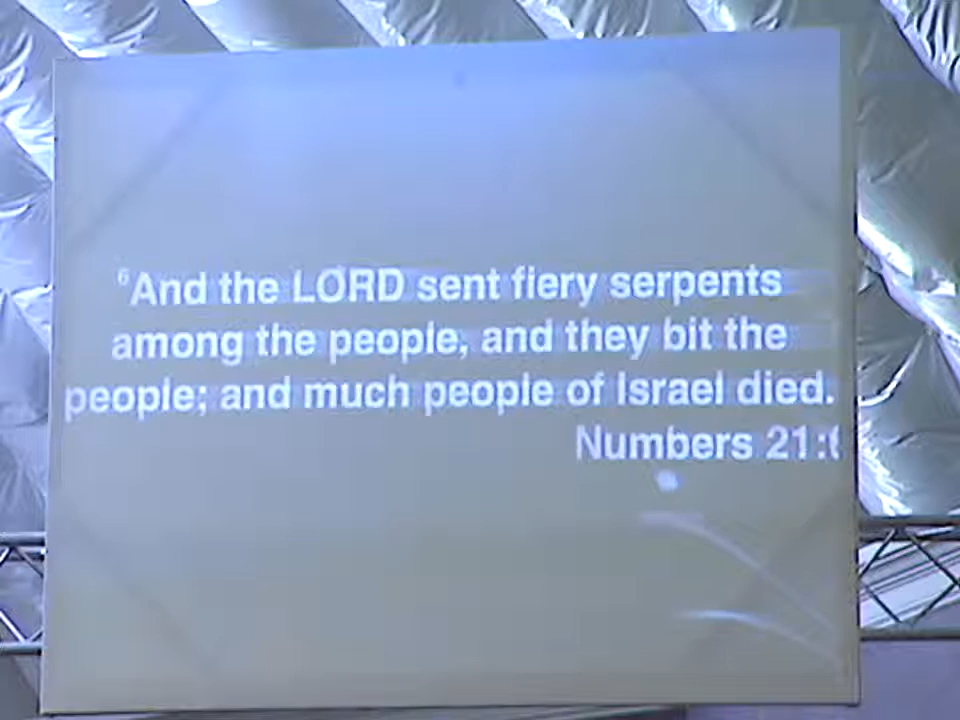 ⁶And the LORD sent fiery serpents
among the people, and they bit the
people; and much people of Israel died.
Numbers 21:6